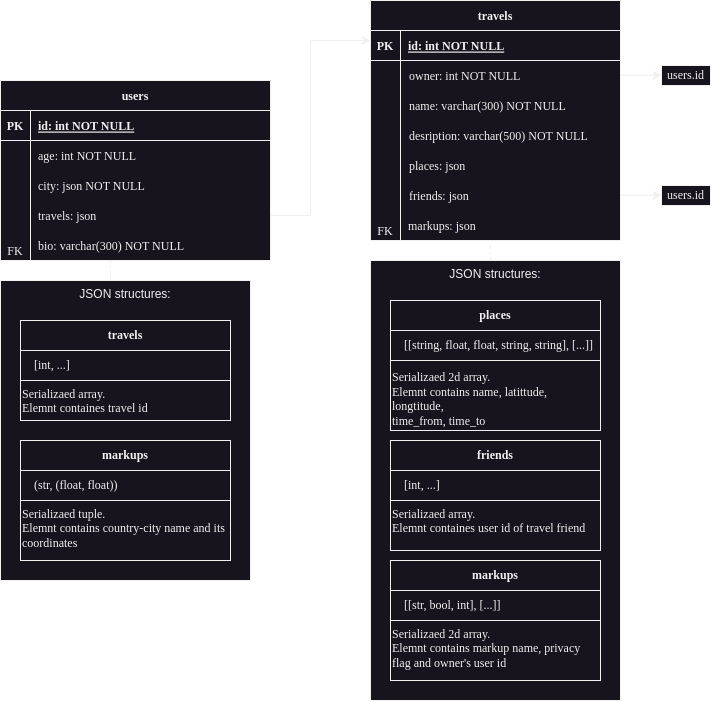 users
PK
id: int NOT NULL
age: int NOT NULL
city: json NOT NULL
travels: json
bio: varchar(300) NOT NULL
FK
JSON structures:
travels
[int, ...]
Serializaed array.
Elemnt containes travel id
markups
(str, (float, float))
Serializaed tuple.
Elemnt contains country-city name and its
coordinates
travels
PK
id: int NOT NULL
owner: int NOT NULL
users.id
name: varchar(300) NOT NULL
desription: varchar(500) NOT NULL
places: json
friends: json
users.id
markups: json
FK
JSON structures:
places
[[string, float, float, string, string], [...]]
Serializaed 2d array.
Elemnt contains name, latittude,
longtitude,
time_from, time_to
friends
[int, ...]
Serializaed array.
Elemnt containes user id of travel friend
markups
[[str, bool, int], [...]]
Serializaed 2d array.
Elemnt contains markup name, privacy
flag and owner's user id